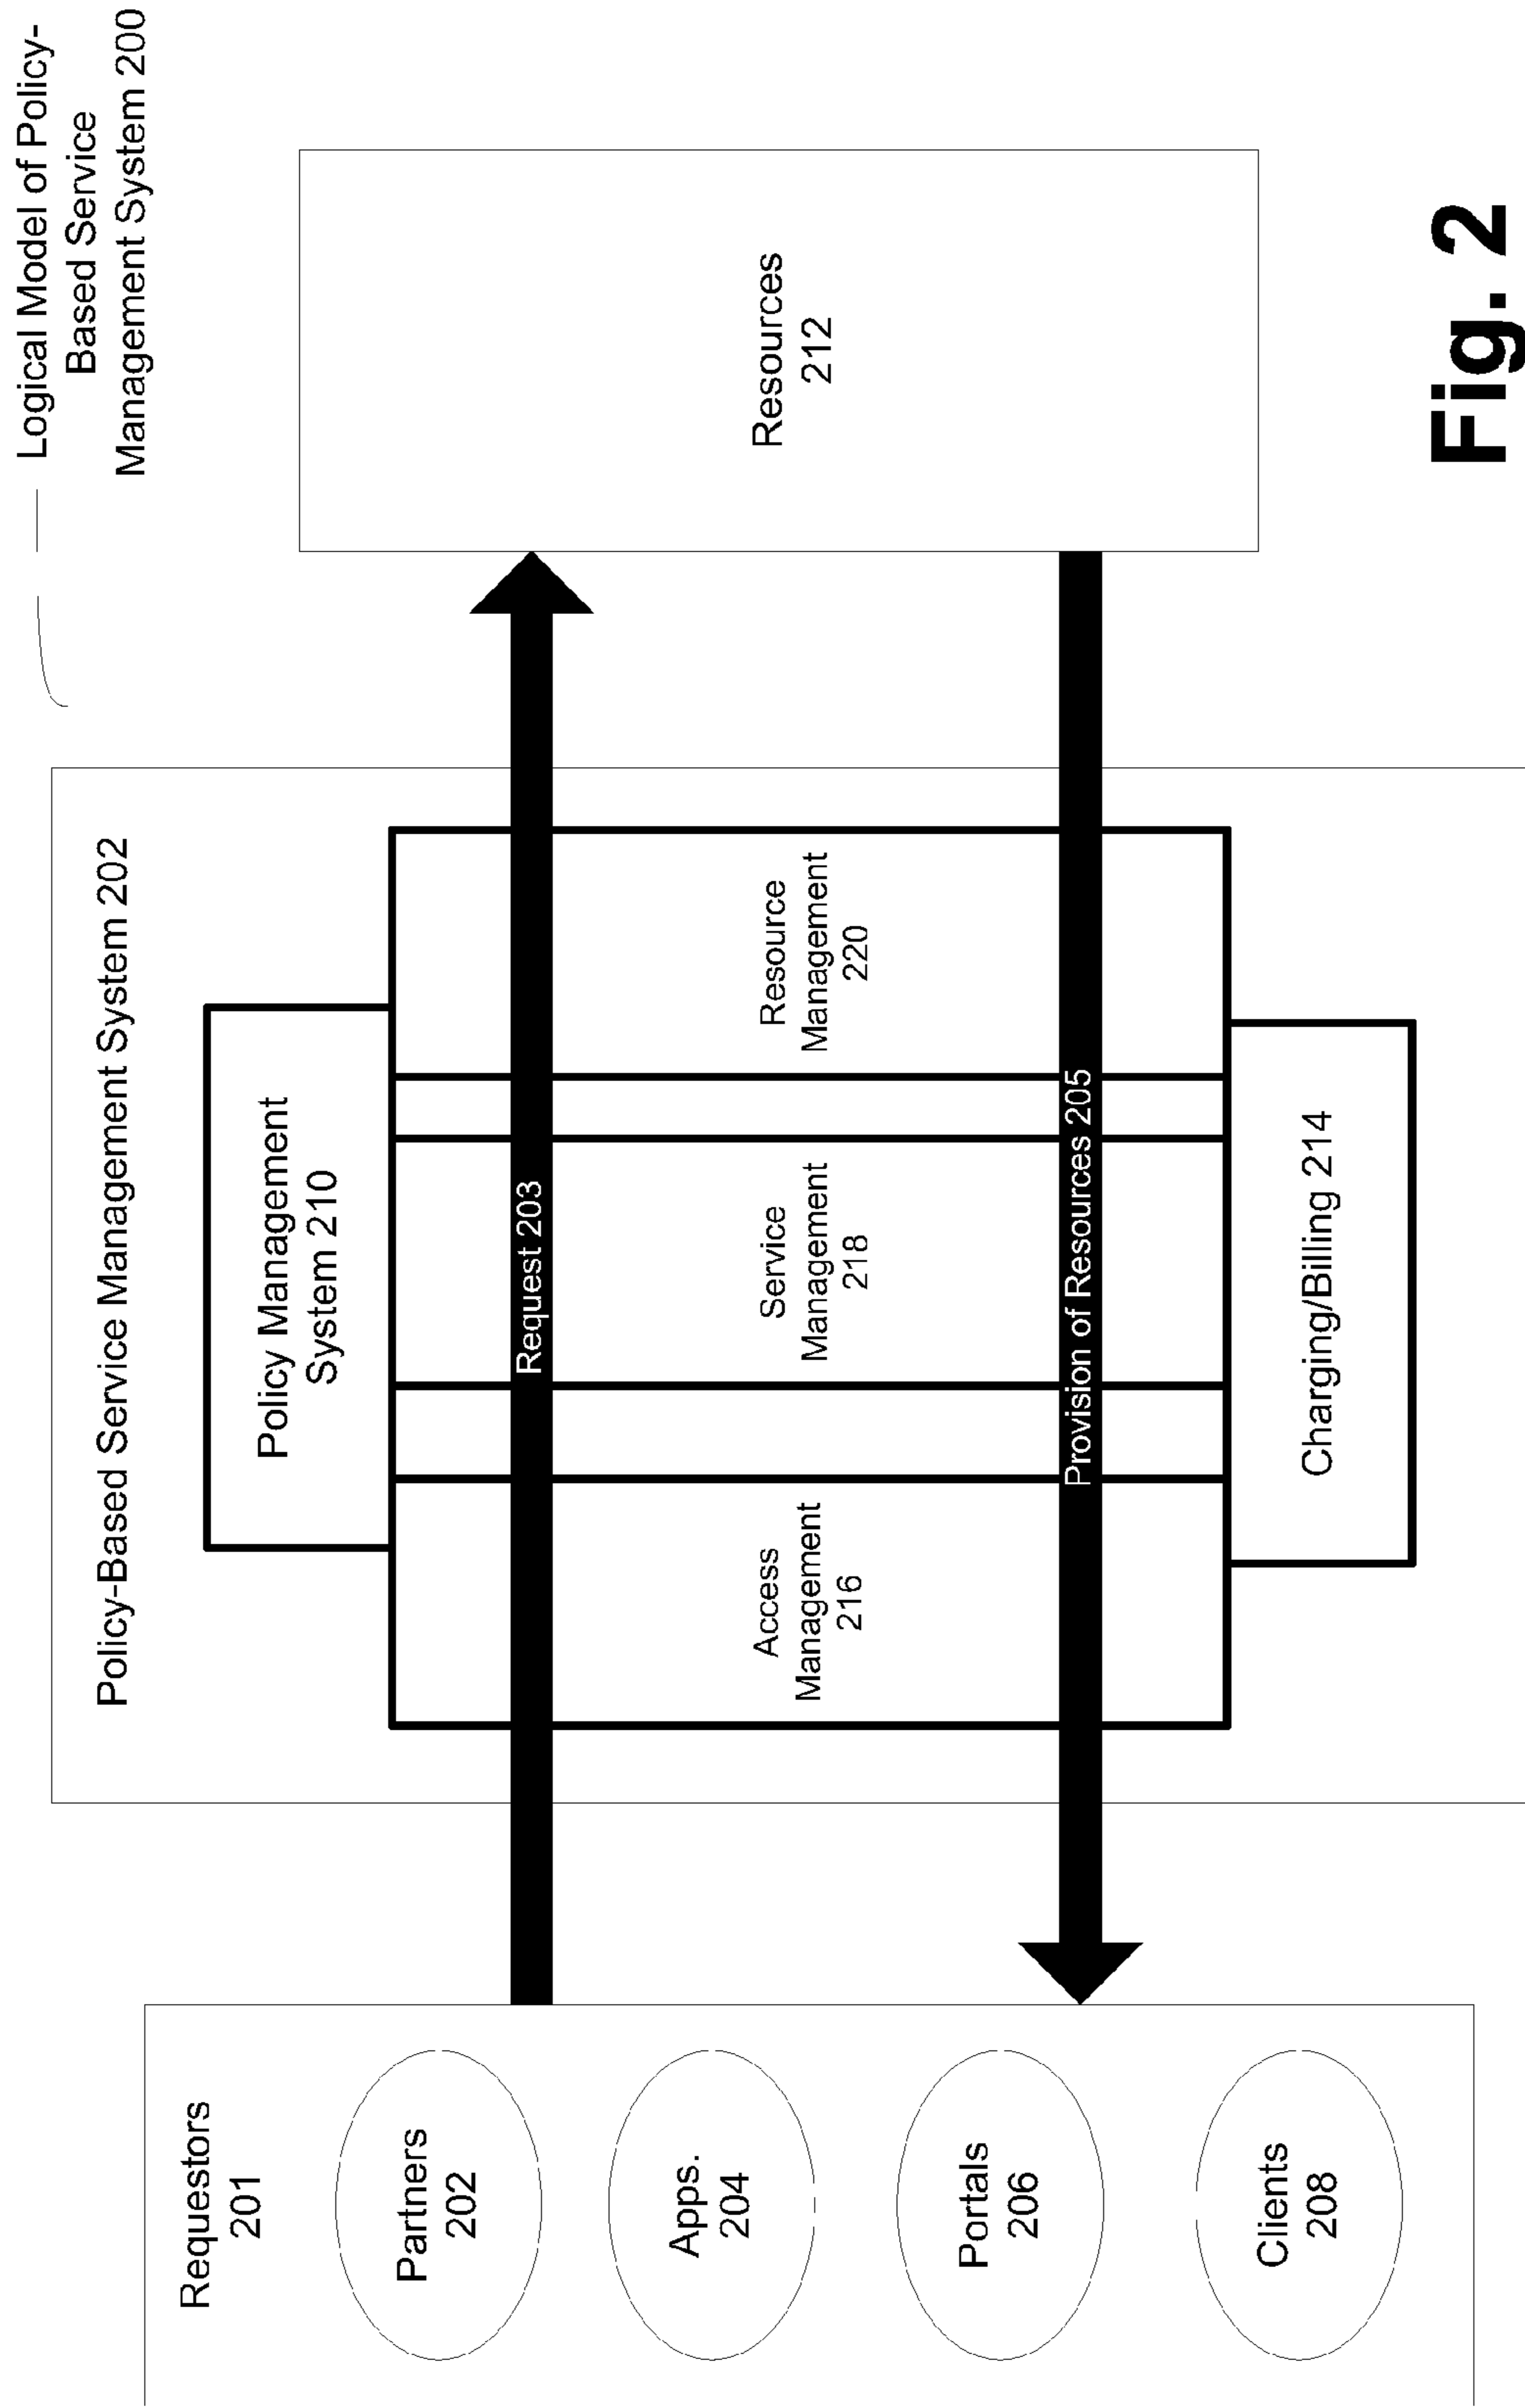 Logical Model of Policy-
Based Service
Management System 200
Requestors
201
Partners
202
Apps.
204
Portals
206
Clients
208
Policy-Based Service Management System 202
Policy Management
System 210
Request 203
Access
Management
216
Service
Management
218
Resource
Management
220
Provision of Resources 205
Charging/Billing 214
Resources
212
Fig. 2